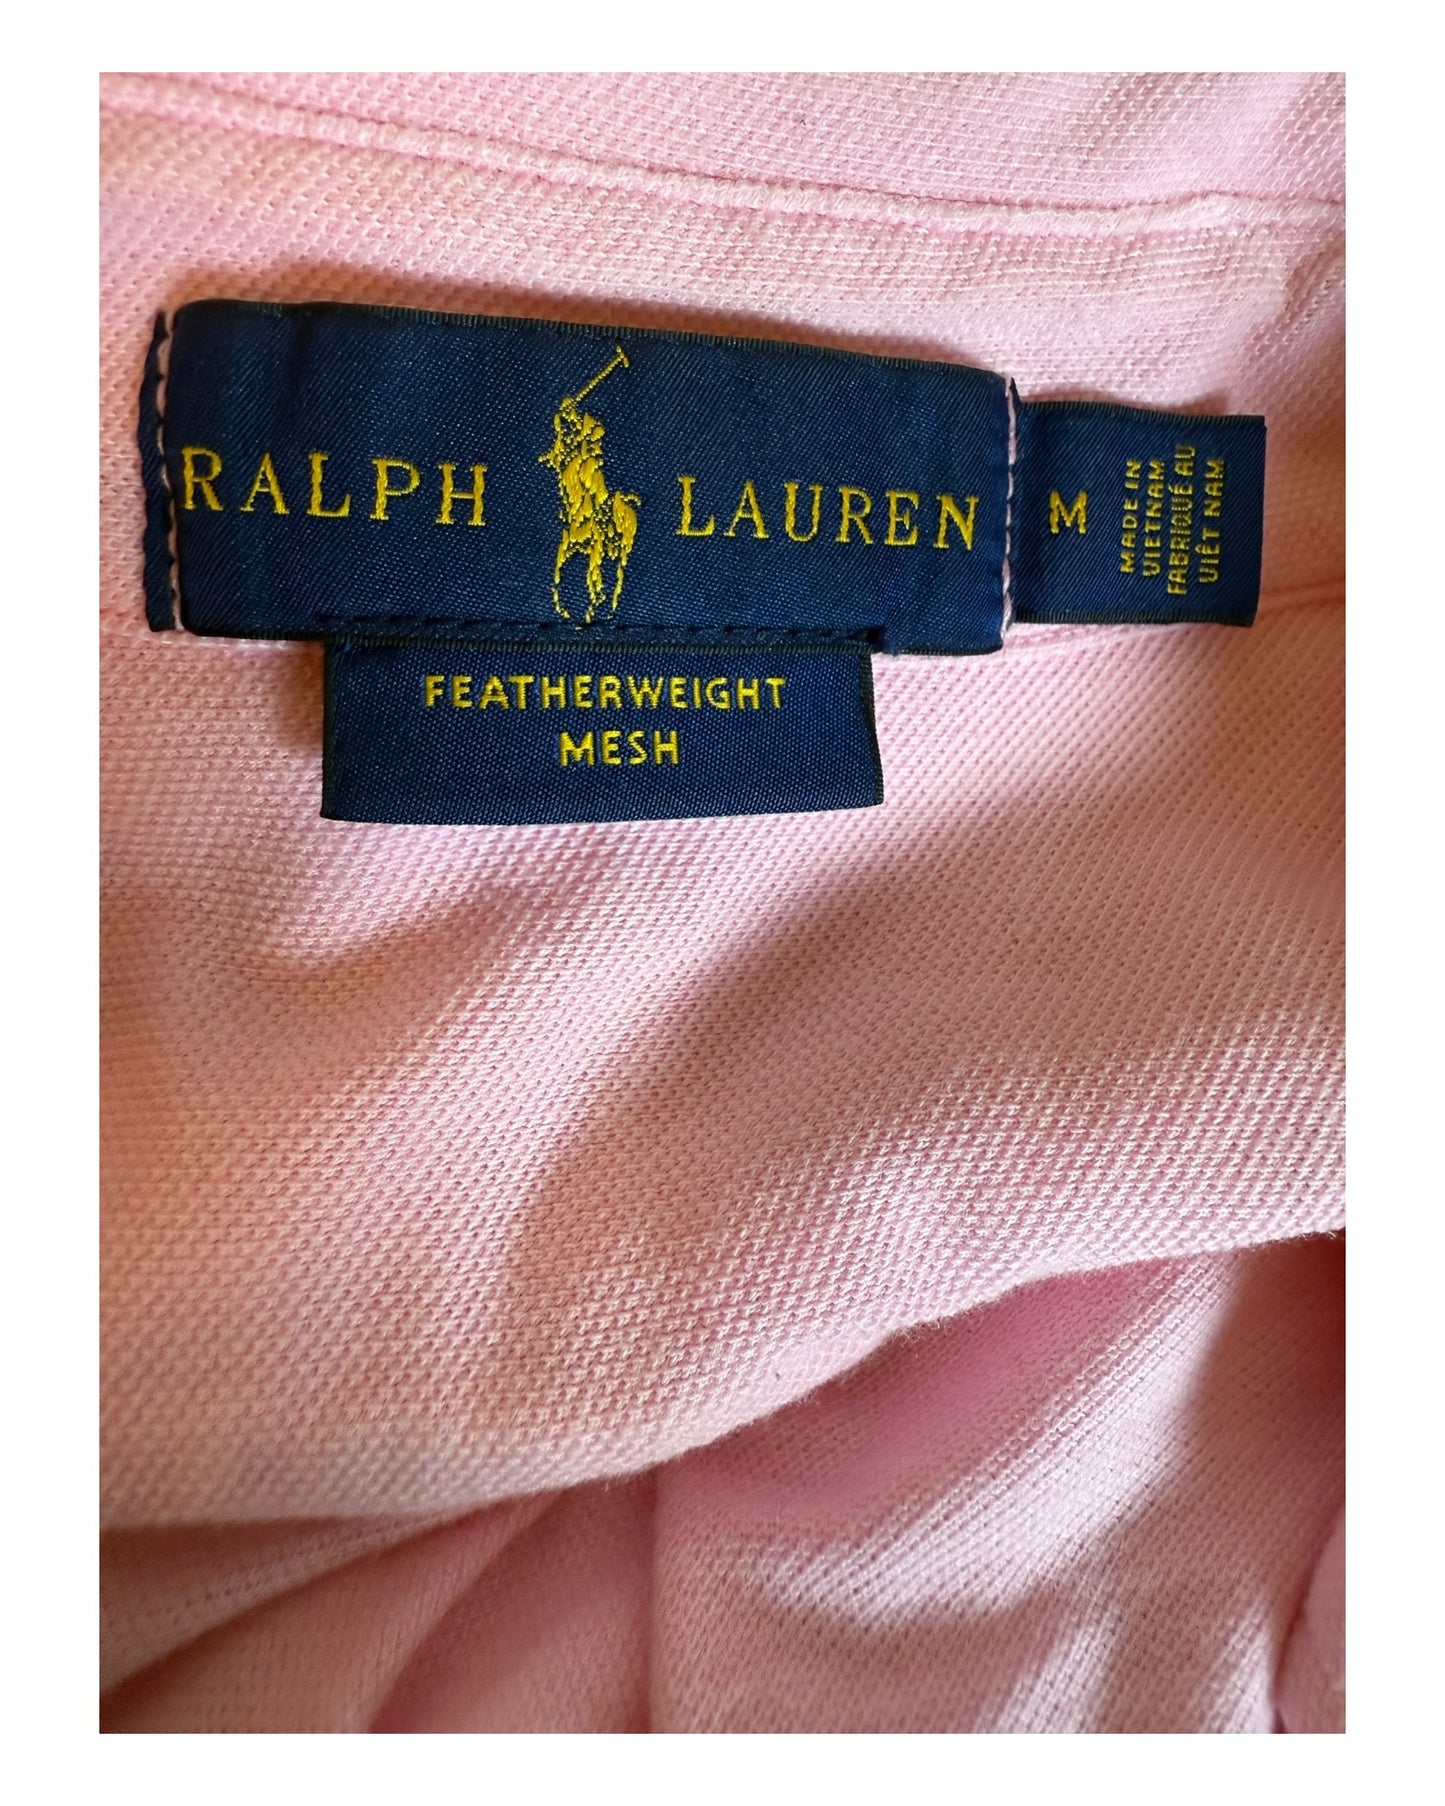 RALPH LAUREN
M
MADE IN
VIETNAM
FABRIQUÉ AU
VIÊT NAM
FEATHERWEIGHT
MESH